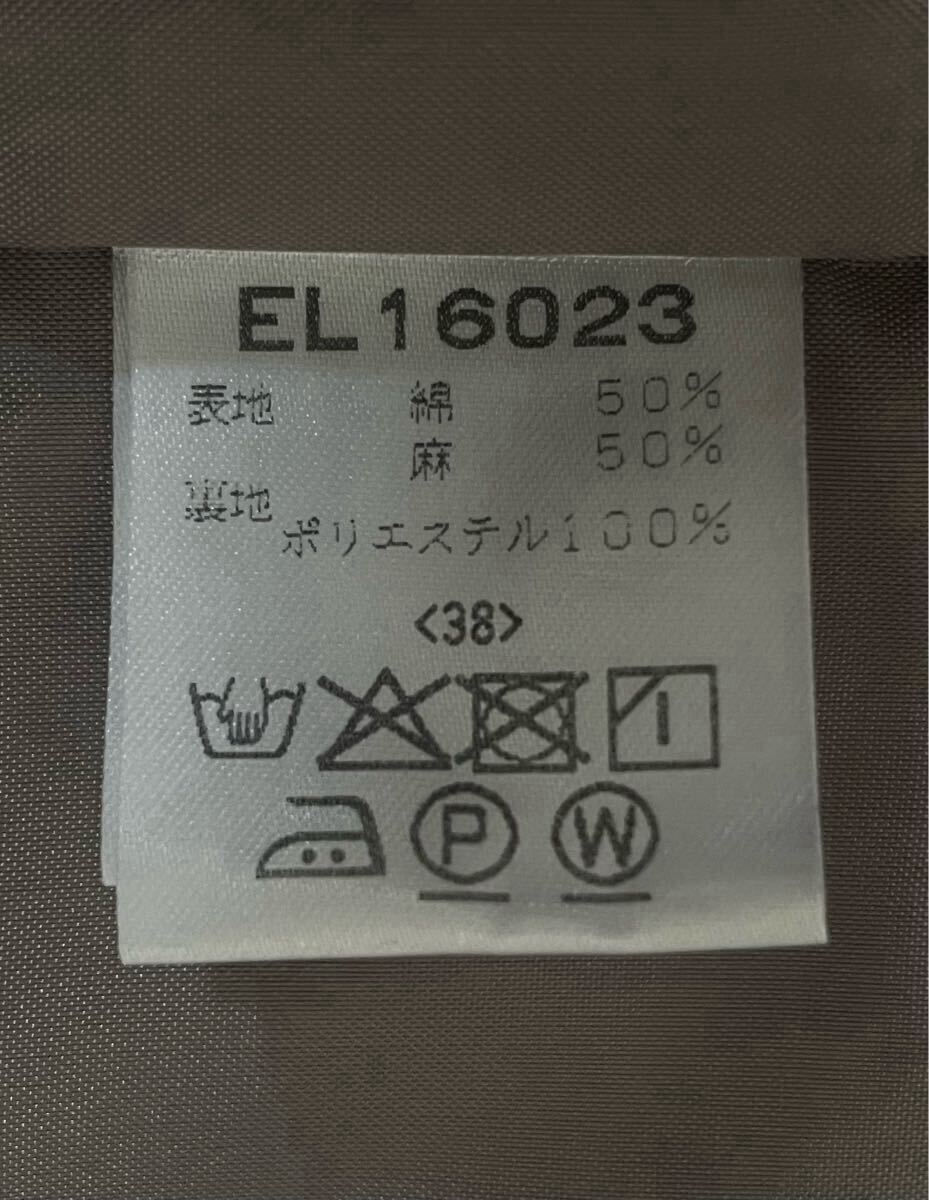 EL16023
表地 綿 50%
麻 50%
裏地
ポリエステル100%
<38>
P W